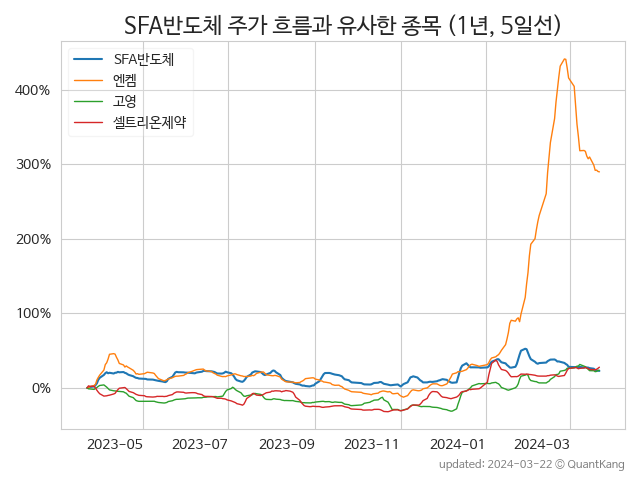 SFA반도체 주가 흐름과 유사한 종목 (1년, 5일선)
SFA반도체
엔켐
고영
셀트리온제약
400%
300%
200%
100%
0%
2023-05
2023-07
2023-09
2023-11
2024-01
2024-03
updated: 2024-03-22 © QuantKang